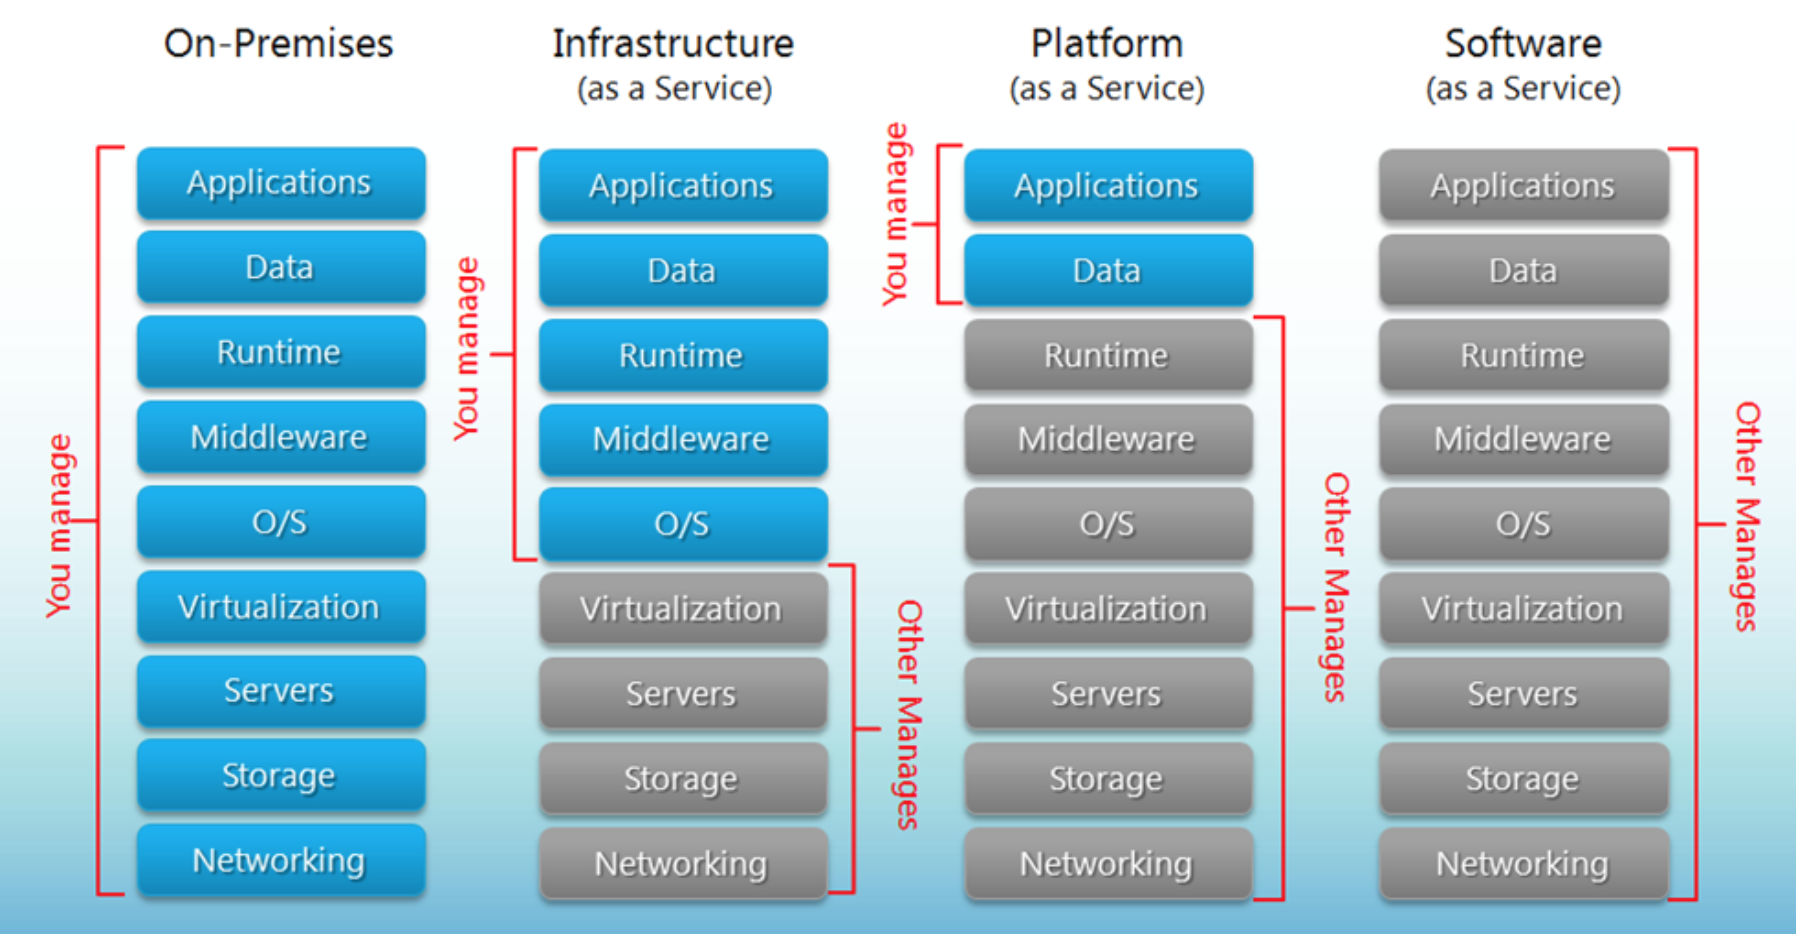 On-Premises
You manage
Applications
Data
Runtime
Middleware
O/S
Virtualization
Servers
Storage
Networking
Infrastructure
(as a Service)
You manage
Applications
Data
Runtime
Middleware
O/S
Virtualization
Servers
Storage
Networking
Other Manages
Platform
(as a Service)
You manage
Applications
Data
Runtime
Middleware
O/S
Virtualization
Servers
Storage
Networking
Other Manages
Software
(as a Service)
Applications
Data
Runtime
Middleware
O/S
Virtualization
Servers
Storage
Networking
Other Manages